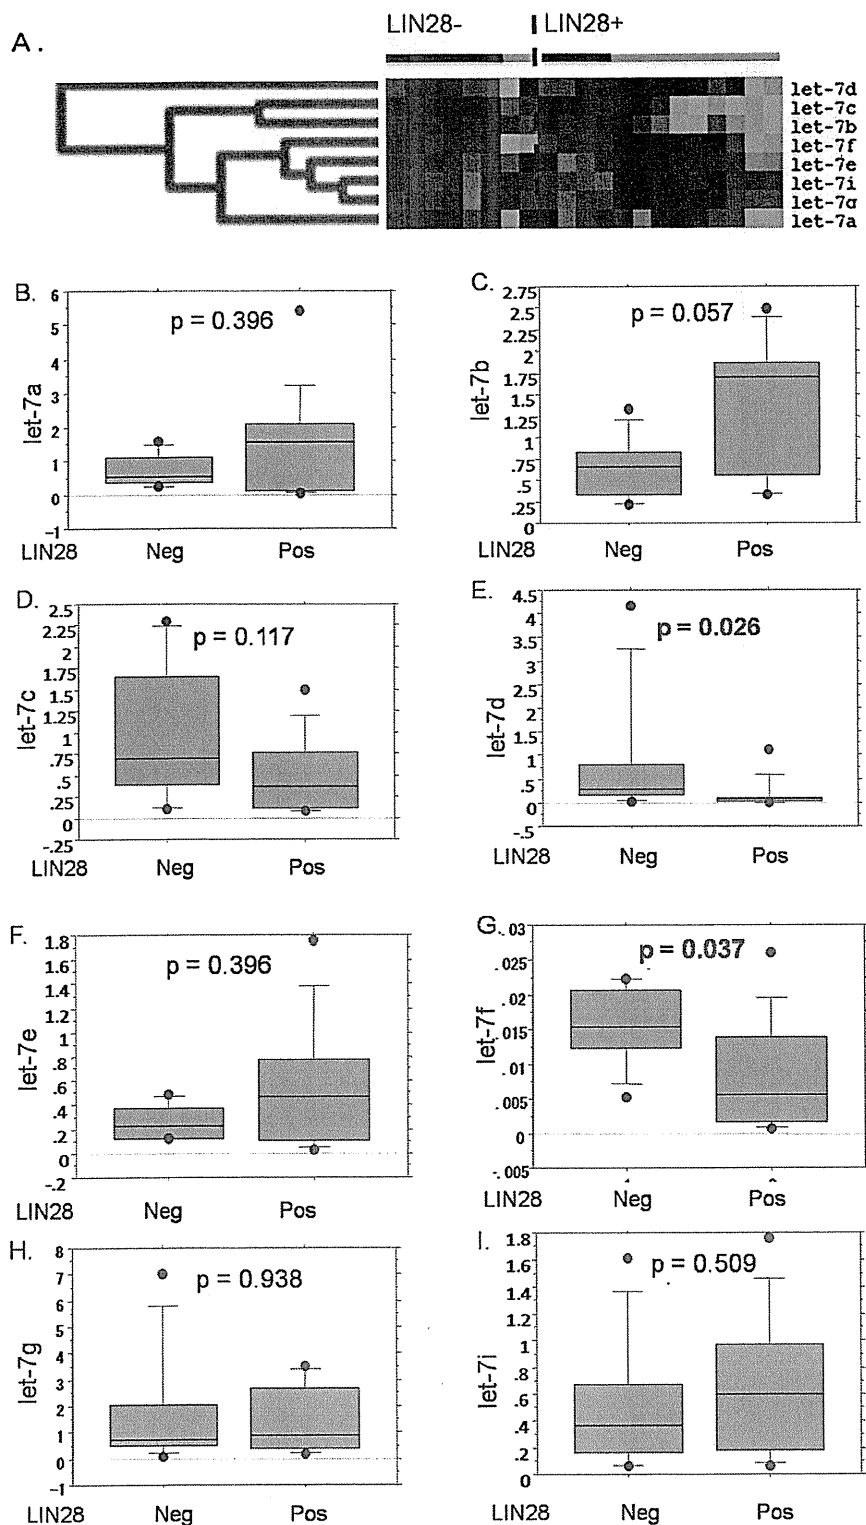 A.
LIN28- LIN28+
let-7d
let-7c
let-7b
let-7f
let-7e
let-7i
let-7g
let-7a
B.
p = 0.396
let-7a
6
5
4
3
2
1
0
-1
LIN28 Neg Pos
C.
p = 0.057
let-7b
2.75
2.5
2.25
2
1.75
1.5
1.25
1
.75
.5
.25
0
LIN28 Neg Pos
D.
p = 0.117
let-7c
2.5
2.25
2
1.75
1.5
1.25
1
.75
.5
.25
0
-.25
LIN28 Neg Pos
E.
p = 0.026
let-7d
4.5
4
3.5
3
2.5
2
1.5
1
.5
0
-.5
LIN28 Neg Pos
F.
p = 0.396
let-7e
1.8
1.6
1.4
1.2
1
.8
.6
.4
.2
0
-.2
LIN28 Neg Pos
G.
p = 0.037
let-7f
.03
.025
.02
.015
.01
.005
0
-.005
LIN28 Neg Pos
H.
p = 0.938
let-7g
8
7
6
5
4
3
2
1
0
-1
LIN28 Neg Pos
I.
p = 0.509
let-7i
1.8
1.6
1.4
1.2
1
.8
.6
.4
.2
0
LIN28 Neg Pos